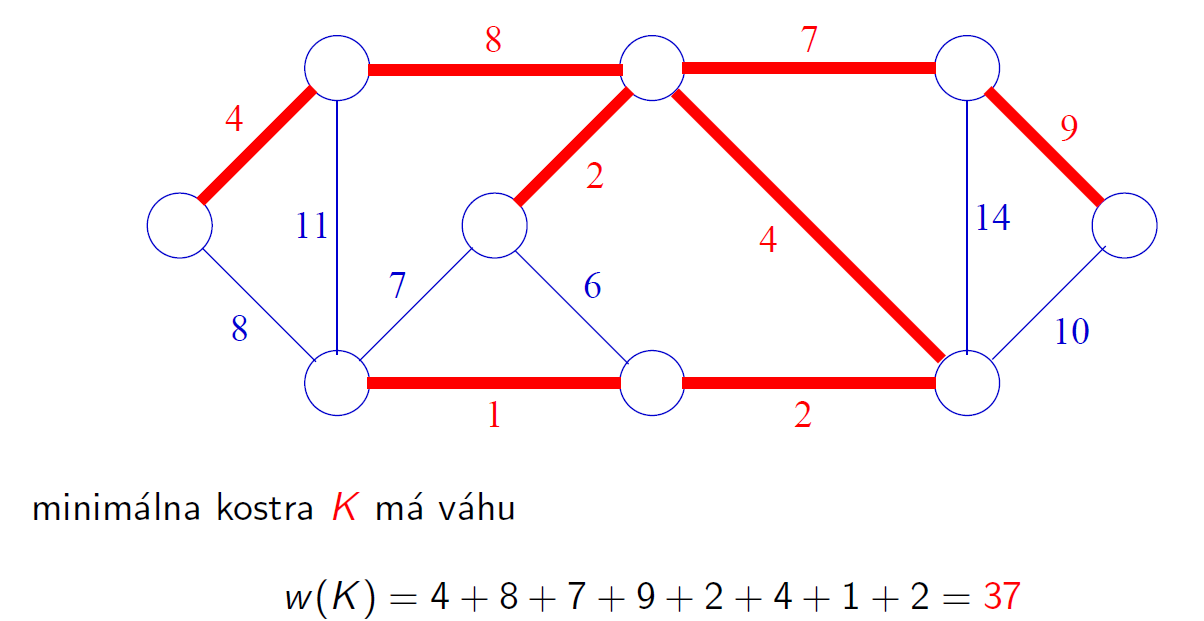 8 7
4 9
2
11 4 14
7 6
8 10
1 2
minimálna kostra K má váhu
w(K) = 4 + 8 + 7 + 9 + 2 + 4 + 1 + 2 = 37